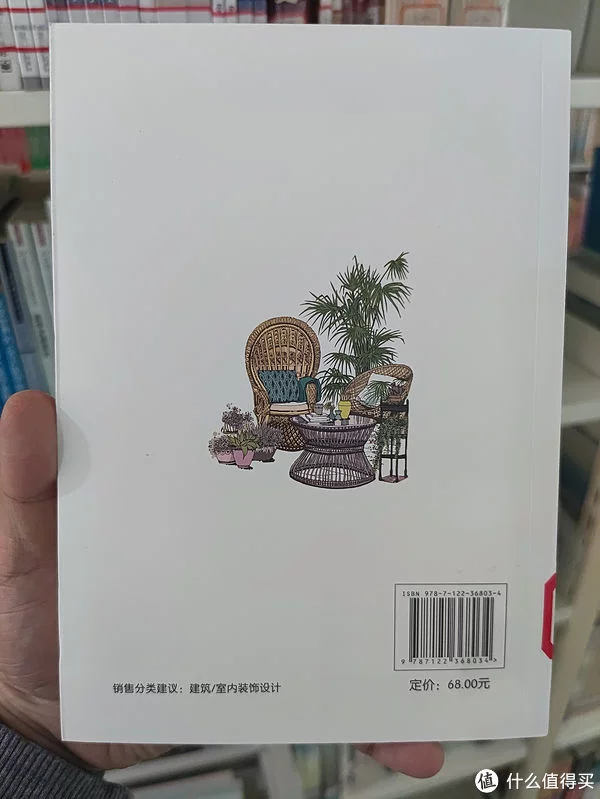 ISBN 978-7-122-36803-4
9 787122 368034 >
销售分类建议：建筑/室内装饰设计
定价：68.00元
值 什么值得买